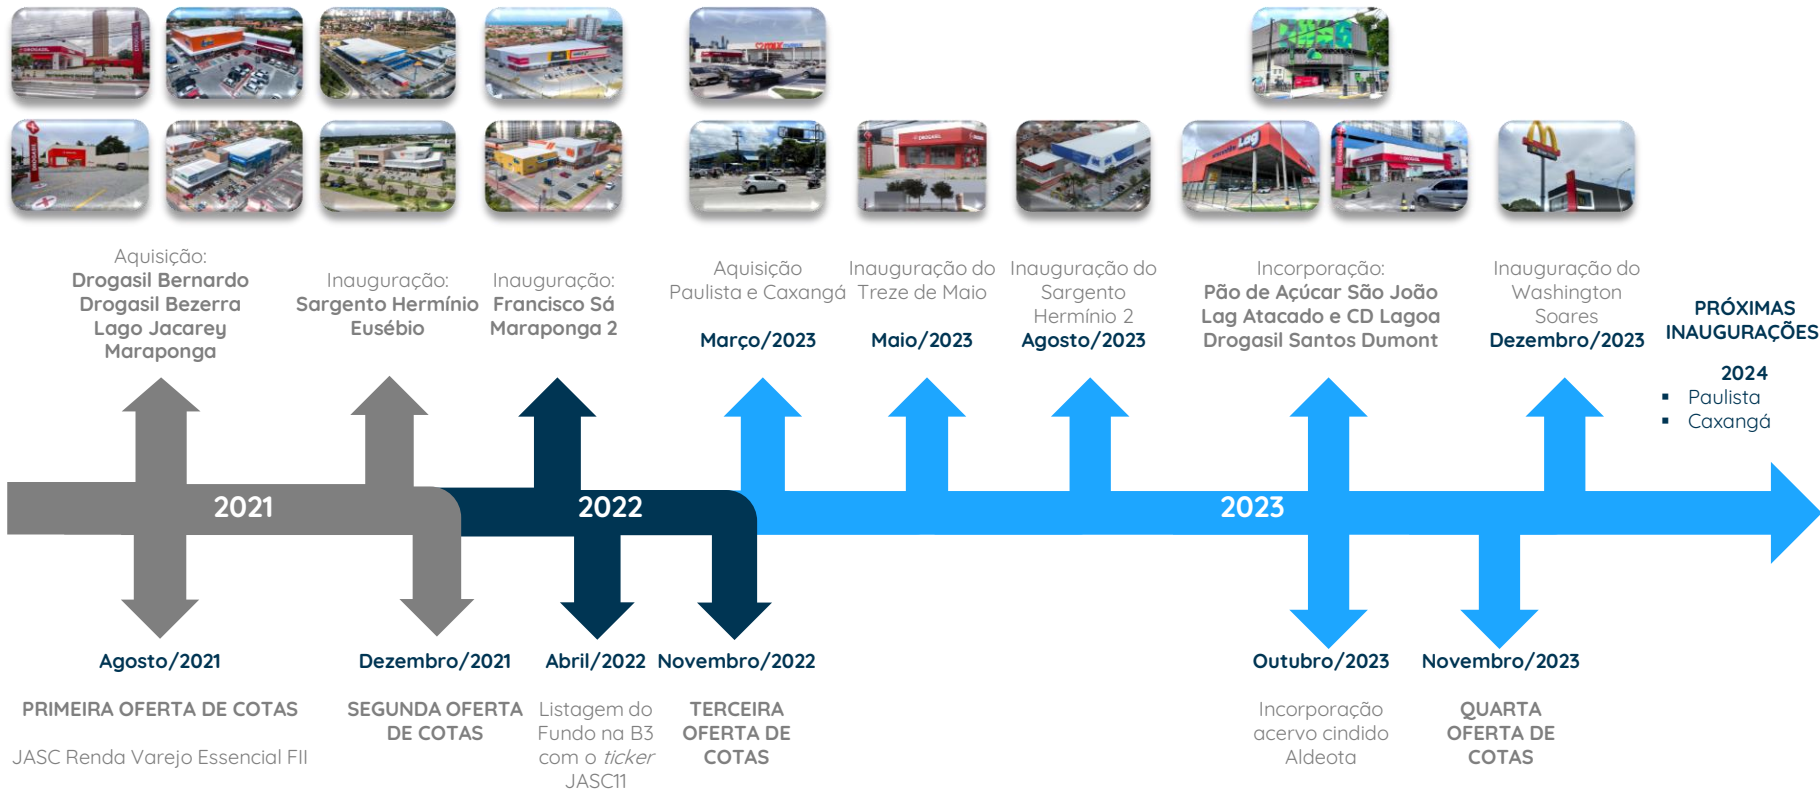 DROGASIL
Lag
DROGASIL
Aquisição:
Drogasil Bernardo
Drogasil Bezerra
Lago Jacarey
Maraponga
Inauguração:
Sargento Hermínio
Eusébio
Inauguração:
Francisco Sá
Maraponga 2
Aquisição
Paulista e Caxangá
Março/2023
Inauguração do
Treze de Maio
Maio/2023
Inauguração do
Sargento
Hermínio 2
Agosto/2023
Incorporação:
Pão de Açúcar São João
Lag Atacado e CD Lagoa
Drogasil Santos Dumont
Inauguração do
Washington
Soares
Dezembro/2023
PRÓXIMAS
INAUGURAÇÕES
2024
▪ Paulista
▪ Caxangá
2021
2022
2023
Agosto/2021
PRIMEIRA OFERTA DE COTAS
JASC Renda Varejo Essencial FII
Dezembro/2021
SEGUNDA OFERTA
DE COTAS
Abril/2022
Listagem do
Fundo na B3
com o ticker
JASC11
Novembro/2022
TERCEIRA
OFERTA DE
COTAS
Outubro/2023
Incorporação
acervo cindido
Aldeota
Novembro/2023
QUARTA
OFERTA DE
COTAS